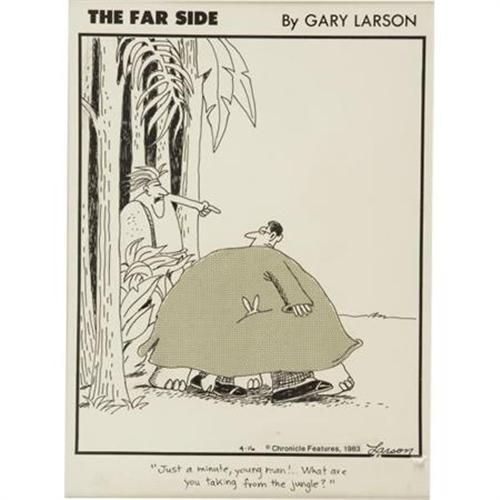 THE FAR SIDE By GARY LARSON
4-16 © Chronicle Features, 1983 Larson
"Just a minute, young man!.. What are
you taking from the jungle?"